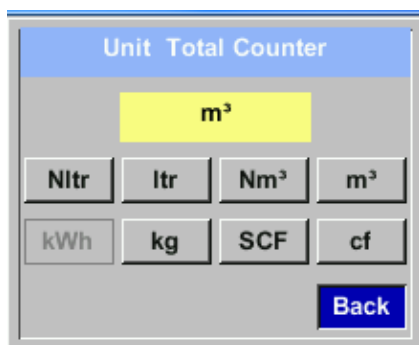 Unit Total Counter
m³
Nltr ltr Nm³ m³
kWh kg SCF cf
Back